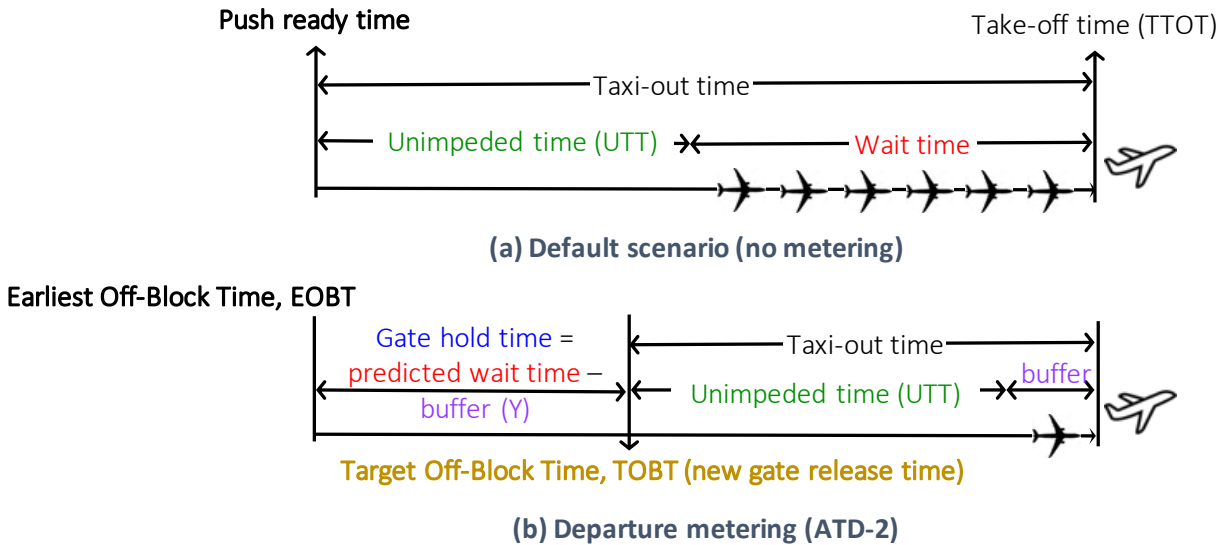 Push ready time
Take-off time (TTOT)
Taxi-out time
Unimpeded time (UTT)
Wait time
(a) Default scenario (no metering)
Earliest Off-Block Time, EOBT
Gate hold time =
predicted wait time –
buffer (Y)
Taxi-out time
Unimpeded time (UTT)
buffer
Target Off-Block Time, TOBT (new gate release time)
(b) Departure metering (ATD-2)